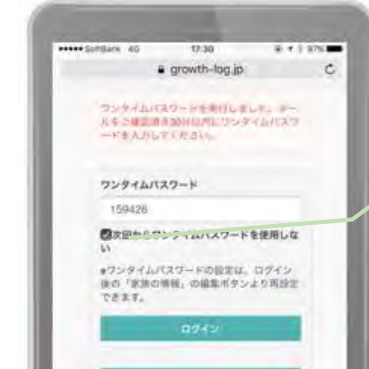 SoftBank 4G 17:30 97%
growth-log.jp
ワンタイムパスワードを発行しました。メー
ルをご確認頂き30分以内にワンタイムパスワ
ードを入力してください。
ワンタイムパスワード
159426
次回からワンタイムパスワードを使用しな
い
※ワンタイムパスワードの設定は、ログイン
後の「家族の情報」の編集ボタンより再設定
できます。
ログイン